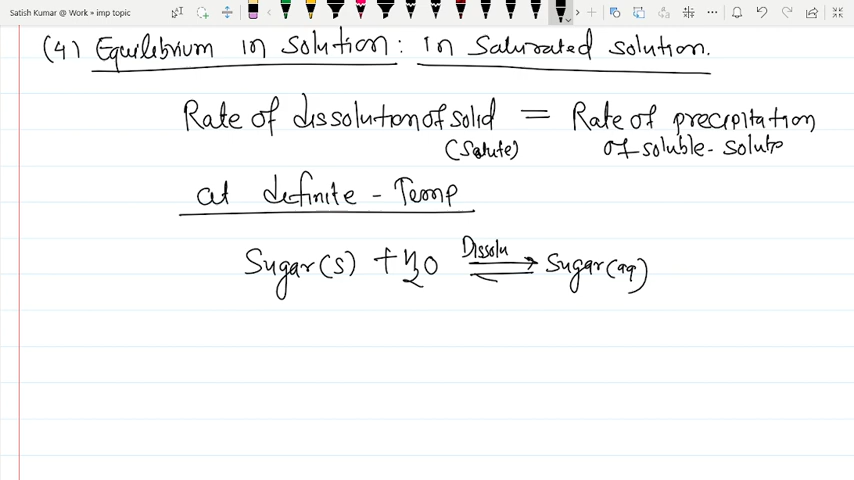 Satish Kumar @ Work » imp topic
(4) Equilibrium in solution: in saturated solution.
Rate of dissolution of solid = Rate of precipitation
(Solute) of soluble-solute
at definite - Temp
Dissolu
Sugar(s) + H2O ⇌ Sugar(aq)